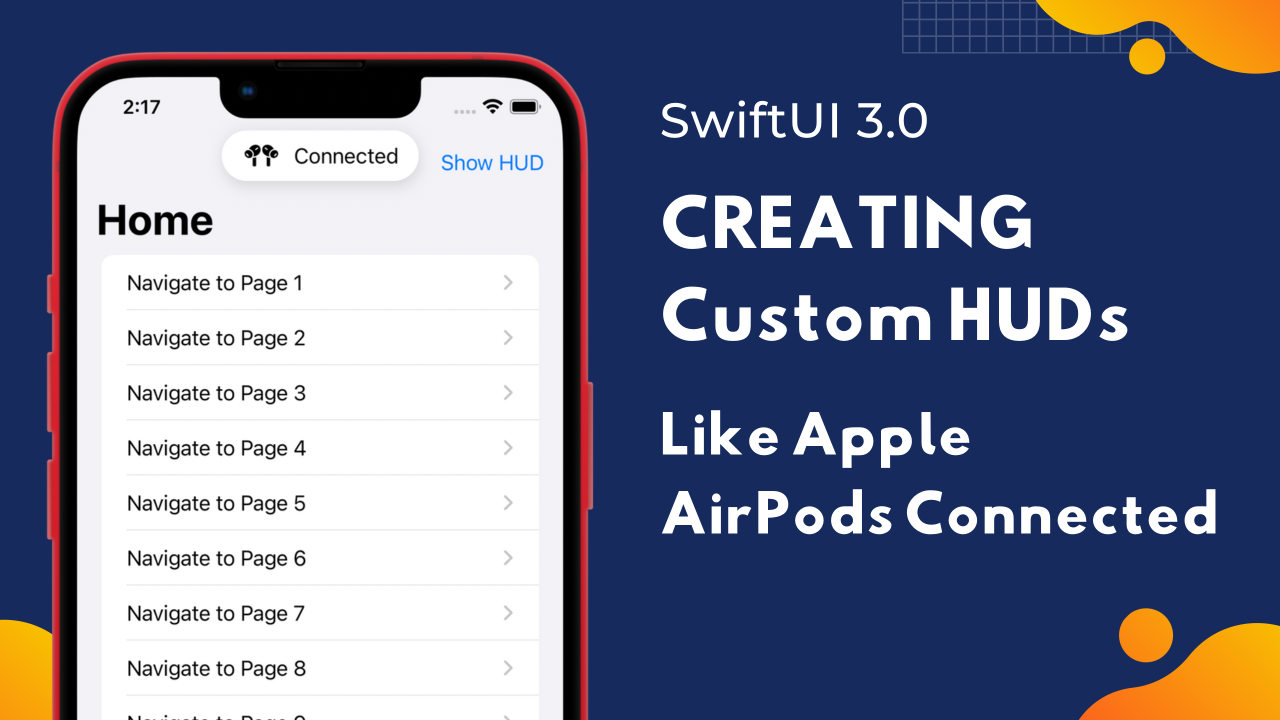 2:17
Connected
Show HUD
Home
Navigate to Page 1
Navigate to Page 2
Navigate to Page 3
Navigate to Page 4
Navigate to Page 5
Navigate to Page 6
Navigate to Page 7
Navigate to Page 8
SwiftUI 3.0
CREATING
Custom HUDs
Like Apple
AirPods Connected